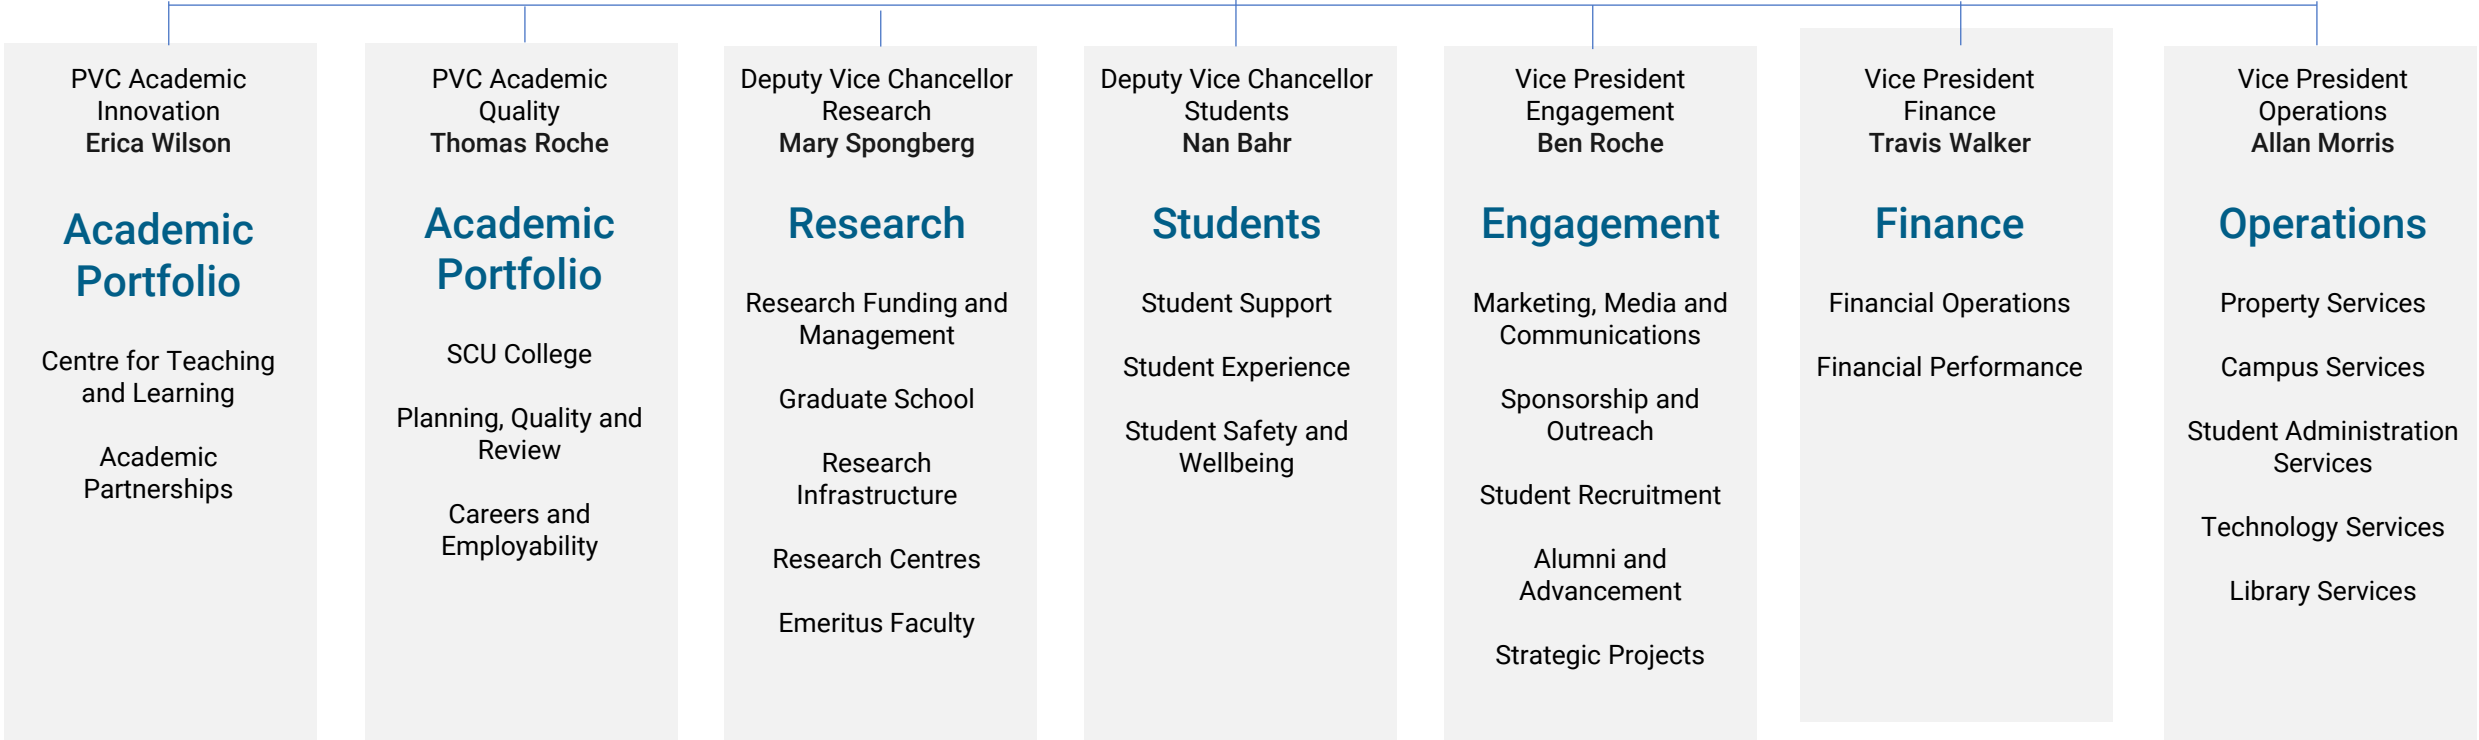 PVC Academic
Innovation
Erica Wilson
Academic
Portfolio
Centre for Teaching
and Learning
Academic
Partnerships
PVC Academic
Quality
Thomas Roche
Academic
Portfolio
SCU College
Planning, Quality and
Review
Careers and
Employability
Deputy Vice Chancellor
Research
Mary Spongberg
Research
Research Funding and
Management
Graduate School
Research
Infrastructure
Research Centres
Emeritus Faculty
Deputy Vice Chancellor
Students
Nan Bahr
Students
Student Support
Student Experience
Student Safety and
Wellbeing
Vice President
Engagement
Ben Roche
Engagement
Marketing, Media and
Communications
Sponsorship and
Outreach
Student Recruitment
Alumni and
Advancement
Strategic Projects
Vice President
Finance
Travis Walker
Finance
Financial Operations
Financial Performance
Vice President
Operations
Allan Morris
Operations
Property Services
Campus Services
Student Administration
Services
Technology Services
Library Services